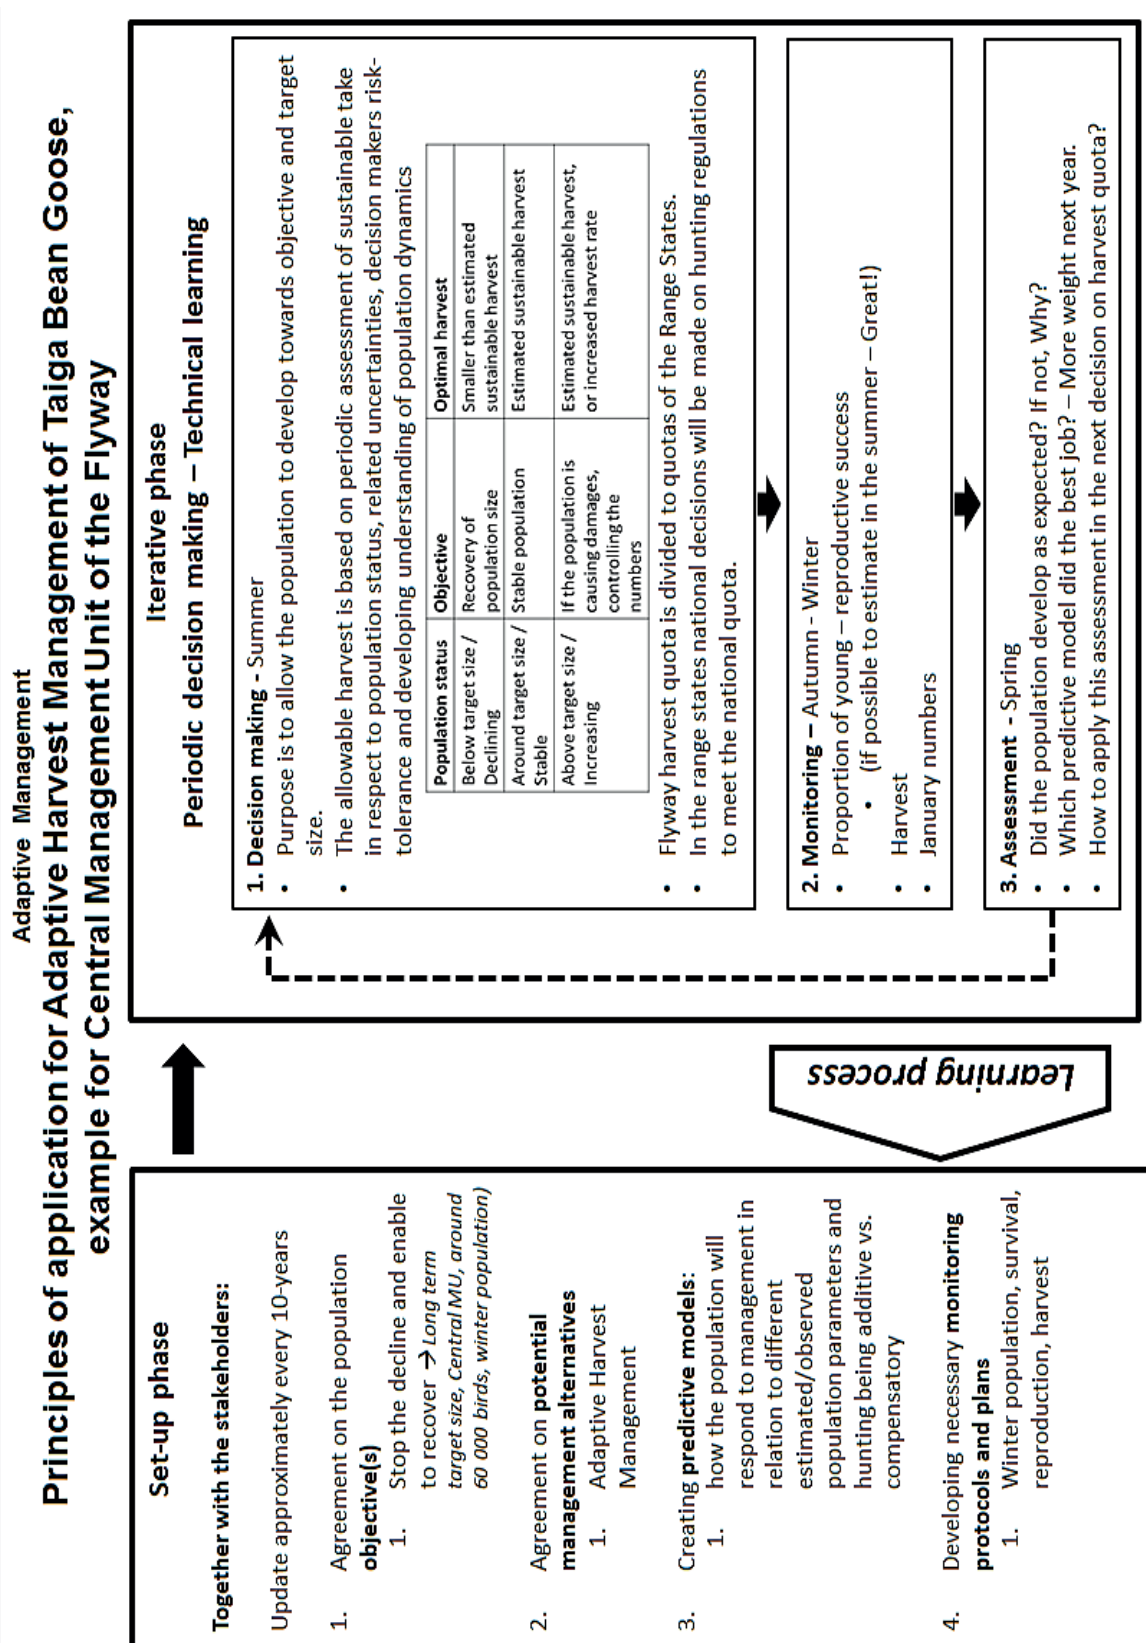 Adaptive Management
Principles of application for Adaptive Harvest Management of Taiga Bean Goose,
example for Central Management Unit of the Flyway
Set-up phase
Together with the stakeholders:
Update approximately every 10-years
1. Agreement on the population
objective(s)
1. Stop the decline and enable
to recover → Long term
target size, Central MU, around
60 000 birds, winter population)
2. Agreement on potential
management alternatives
1. Adaptive Harvest
Management
3. Creating predictive models:
1. how the population will
respond to management in
relation to different
estimated/observed
population parameters and
hunting being additive vs.
compensatory
4. Developing necessary monitoring
protocols and plans
1. Winter population, survival,
reproduction, harvest
Learning process
Iterative phase
Periodic decision making – Technical learning
1. Decision making - Summer
• Purpose is to allow the population to develop towards objective and target
size.
• The allowable harvest is based on periodic assessment of sustainable take
in respect to population status, related uncertainties, decision makers risk-
tolerance and developing understanding of population dynamics
Population status Objective Optimal harvest
Below target size / Recovery of Smaller than estimated
Declining population size sustainable harvest
Around target size / Stable population Estimated sustainable harvest
Stable
Above target size / If the population is Estimated sustainable harvest,
Increasing causing damages, or increased harvest rate
controlling the
numbers
• Flyway harvest quota is divided to quotas of the Range States.
• In the range states national decisions will be made on hunting regulations
to meet the national quota.
2. Monitoring – Autumn - Winter
• Proportion of young – reproductive success
• (if possible to estimate in the summer – Great!)
• Harvest
• January numbers
3. Assessment - Spring
• Did the population develop as expected? If not, Why?
• Which predictive model did the best job? – More weight next year.
• How to apply this assessment in the next decision on harvest quota?